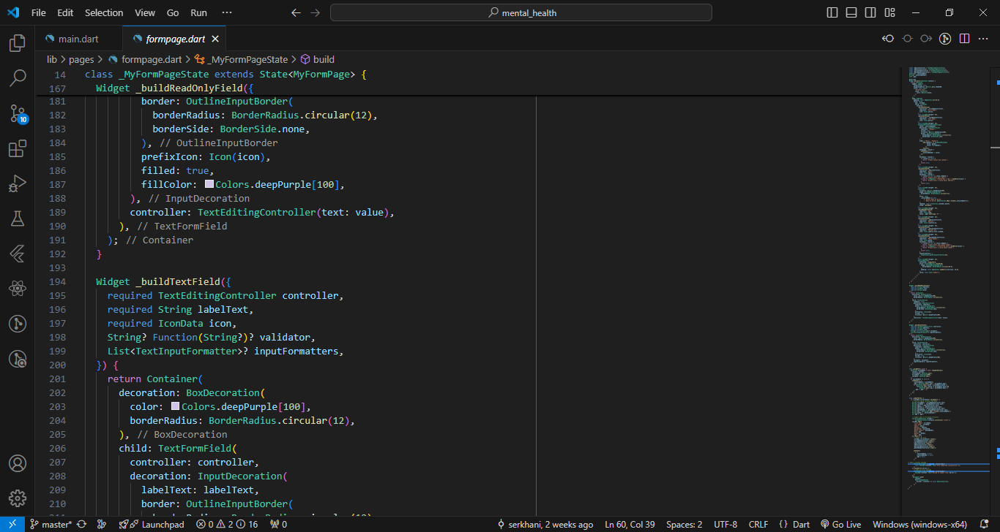 File Edit Selection View Go Run ··· mental_health
main.dart formpage.dart
lib > pages > formpage.dart > _MyFormPageState > build
14 class _MyFormPageState extends State<MyFormPage> {
167 Widget _buildReadOnlyField({
181 border: OutlineInputBorder(
182 borderRadius: BorderRadius.circular(12),
183 borderSide: BorderSide.none,
184 ), // OutlineInputBorder
185 prefixIcon: Icon(icon),
186 filled: true,
187 fillColor: Colors.deepPurple[100],
188 ), // InputDecoration
189 controller: TextEditingController(text: value),
190 ), // TextFormField
191 ); // Container
192 }
193
194 Widget _buildTextField({
195 required TextEditingController controller,
196 required String labelText,
197 required IconData icon,
198 String? Function(String?)? validator,
199 List<TextInputFormatter>? inputFormatters,
200 }) {
201 return Container(
202 decoration: BoxDecoration(
203 color: Colors.deepPurple[100],
204 borderRadius: BorderRadius.circular(12),
205 ), // BoxDecoration
206 child: TextFormField(
207 controller: controller,
208 decoration: InputDecoration(
209 labelText: labelText,
210 border: OutlineInputBorder(
10
master* Launchpad 0 2 16 0 serkhani, 2 weeks ago Ln 60, Col 39 Spaces: 2 UTF-8 CRLF {} Dart Go Live Windows (windows-x64)